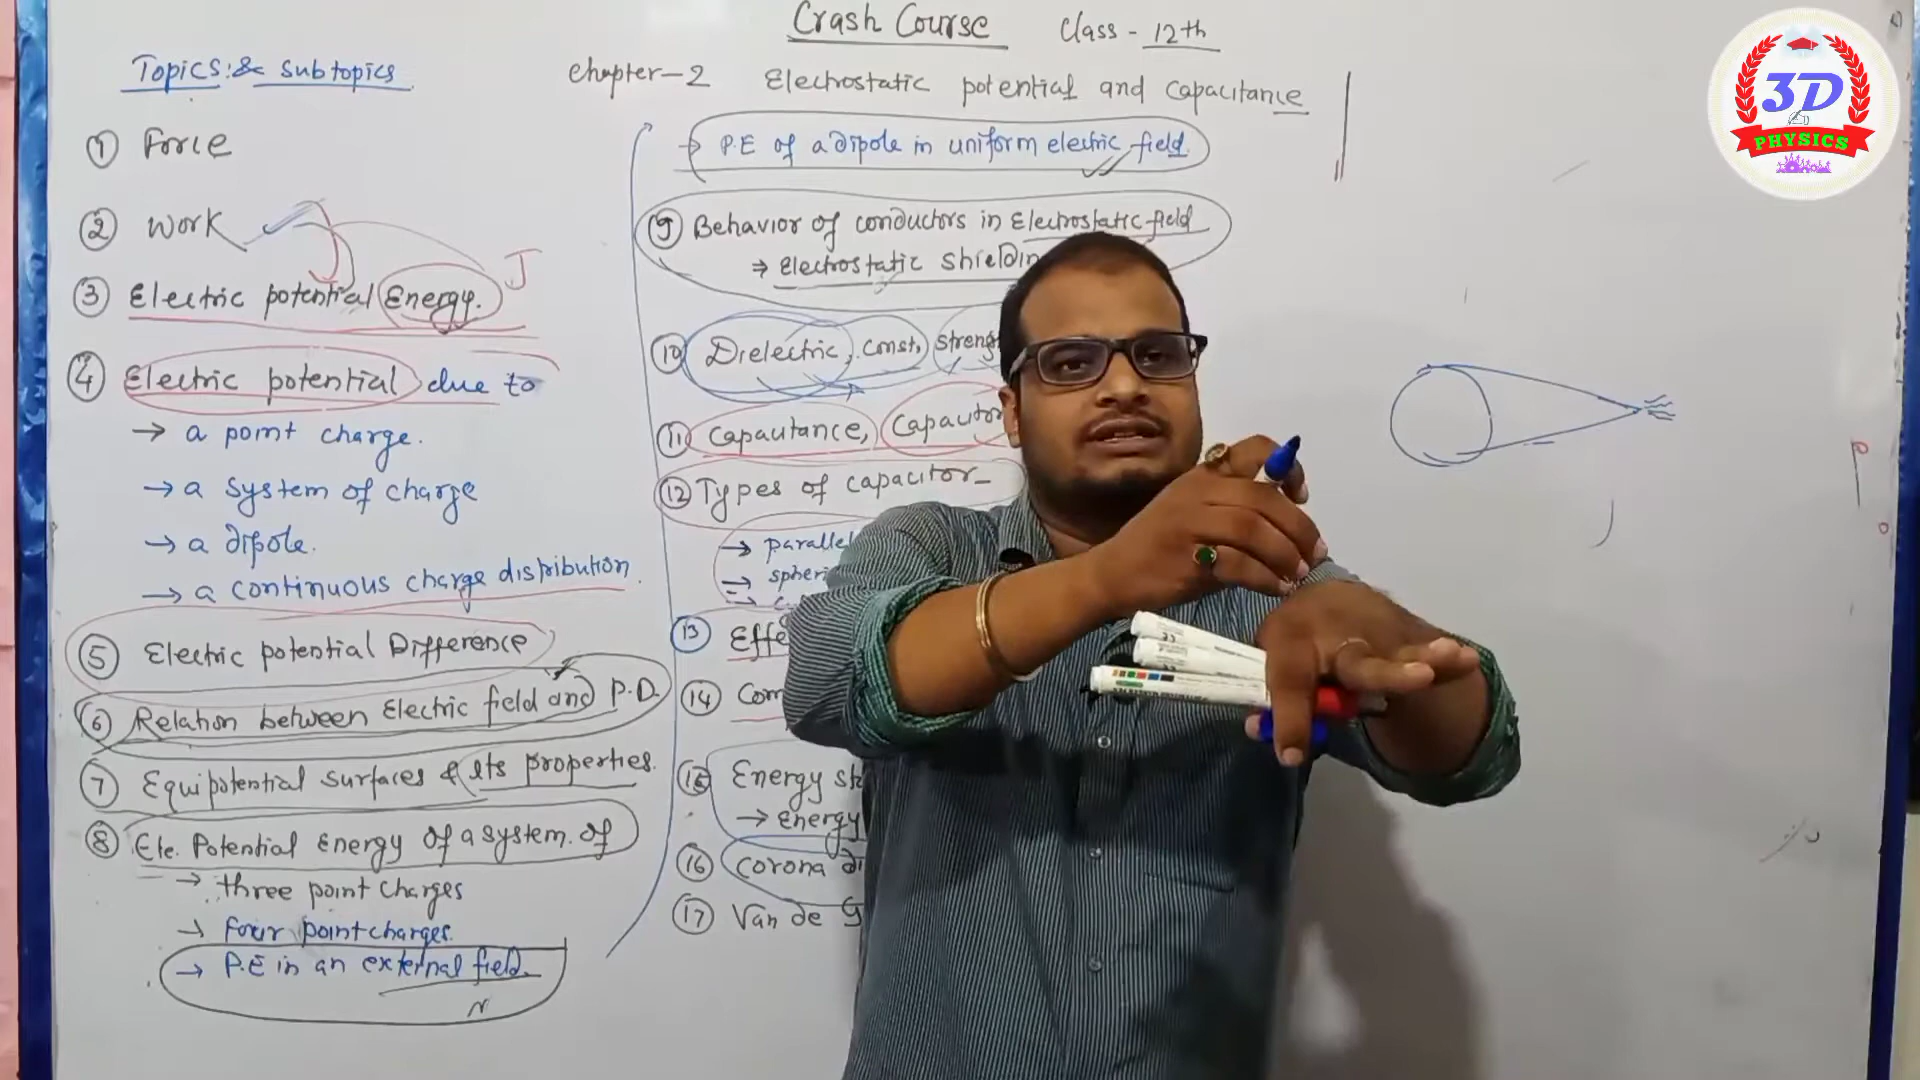 Crash Course Class - 12th
Chapter-2 Electrostatic potential and Capacitance
Topics:& Subtopics
① Force
② Work
J
③ Electric potential Energy.
④ Electric potential due to
→ a point charge.
→ a system of charge
→ a dipole.
→ a continuous charge distribution
⑤ Electric potential Difference
⑥ Relation between Electric field and P.D.
⑦ Equipotential surfaces & its properties.
⑧ Ele. Potential Energy of a system of
→ three point charges
→ four point charges.
→ P.E in an external field.
→ P.E of a dipole in uniform electric field.
⑨ Behavior of conductors in Electrostatic field
⇒ Electrostatic
⑩ Dielectric, const,
⑪ Capacitance,
⑫ Types of capacitor
→
→
→
⑬
⑭
⑮ Energy
→ energy
⑯ corona
⑰ Van de
3D
PHYSICS